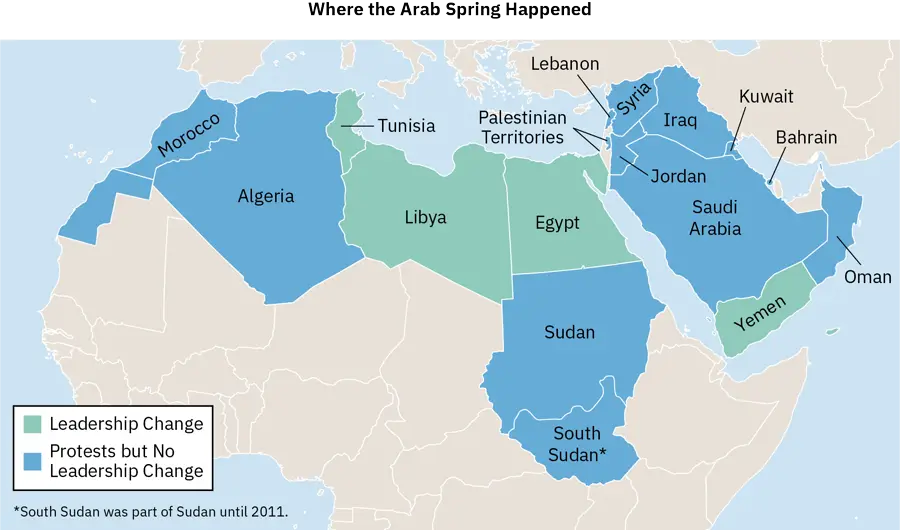 Where the Arab Spring Happened
Lebanon
Syria
Kuwait
Palestinian
Territories
Iraq
Bahrain
Morocco
Tunisia
Jordan
Algeria
Libya
Egypt
Saudi
Arabia
Oman
Yemen
Sudan
South
Sudan*
Leadership Change
Protests but No
Leadership Change
*South Sudan was part of Sudan until 2011.